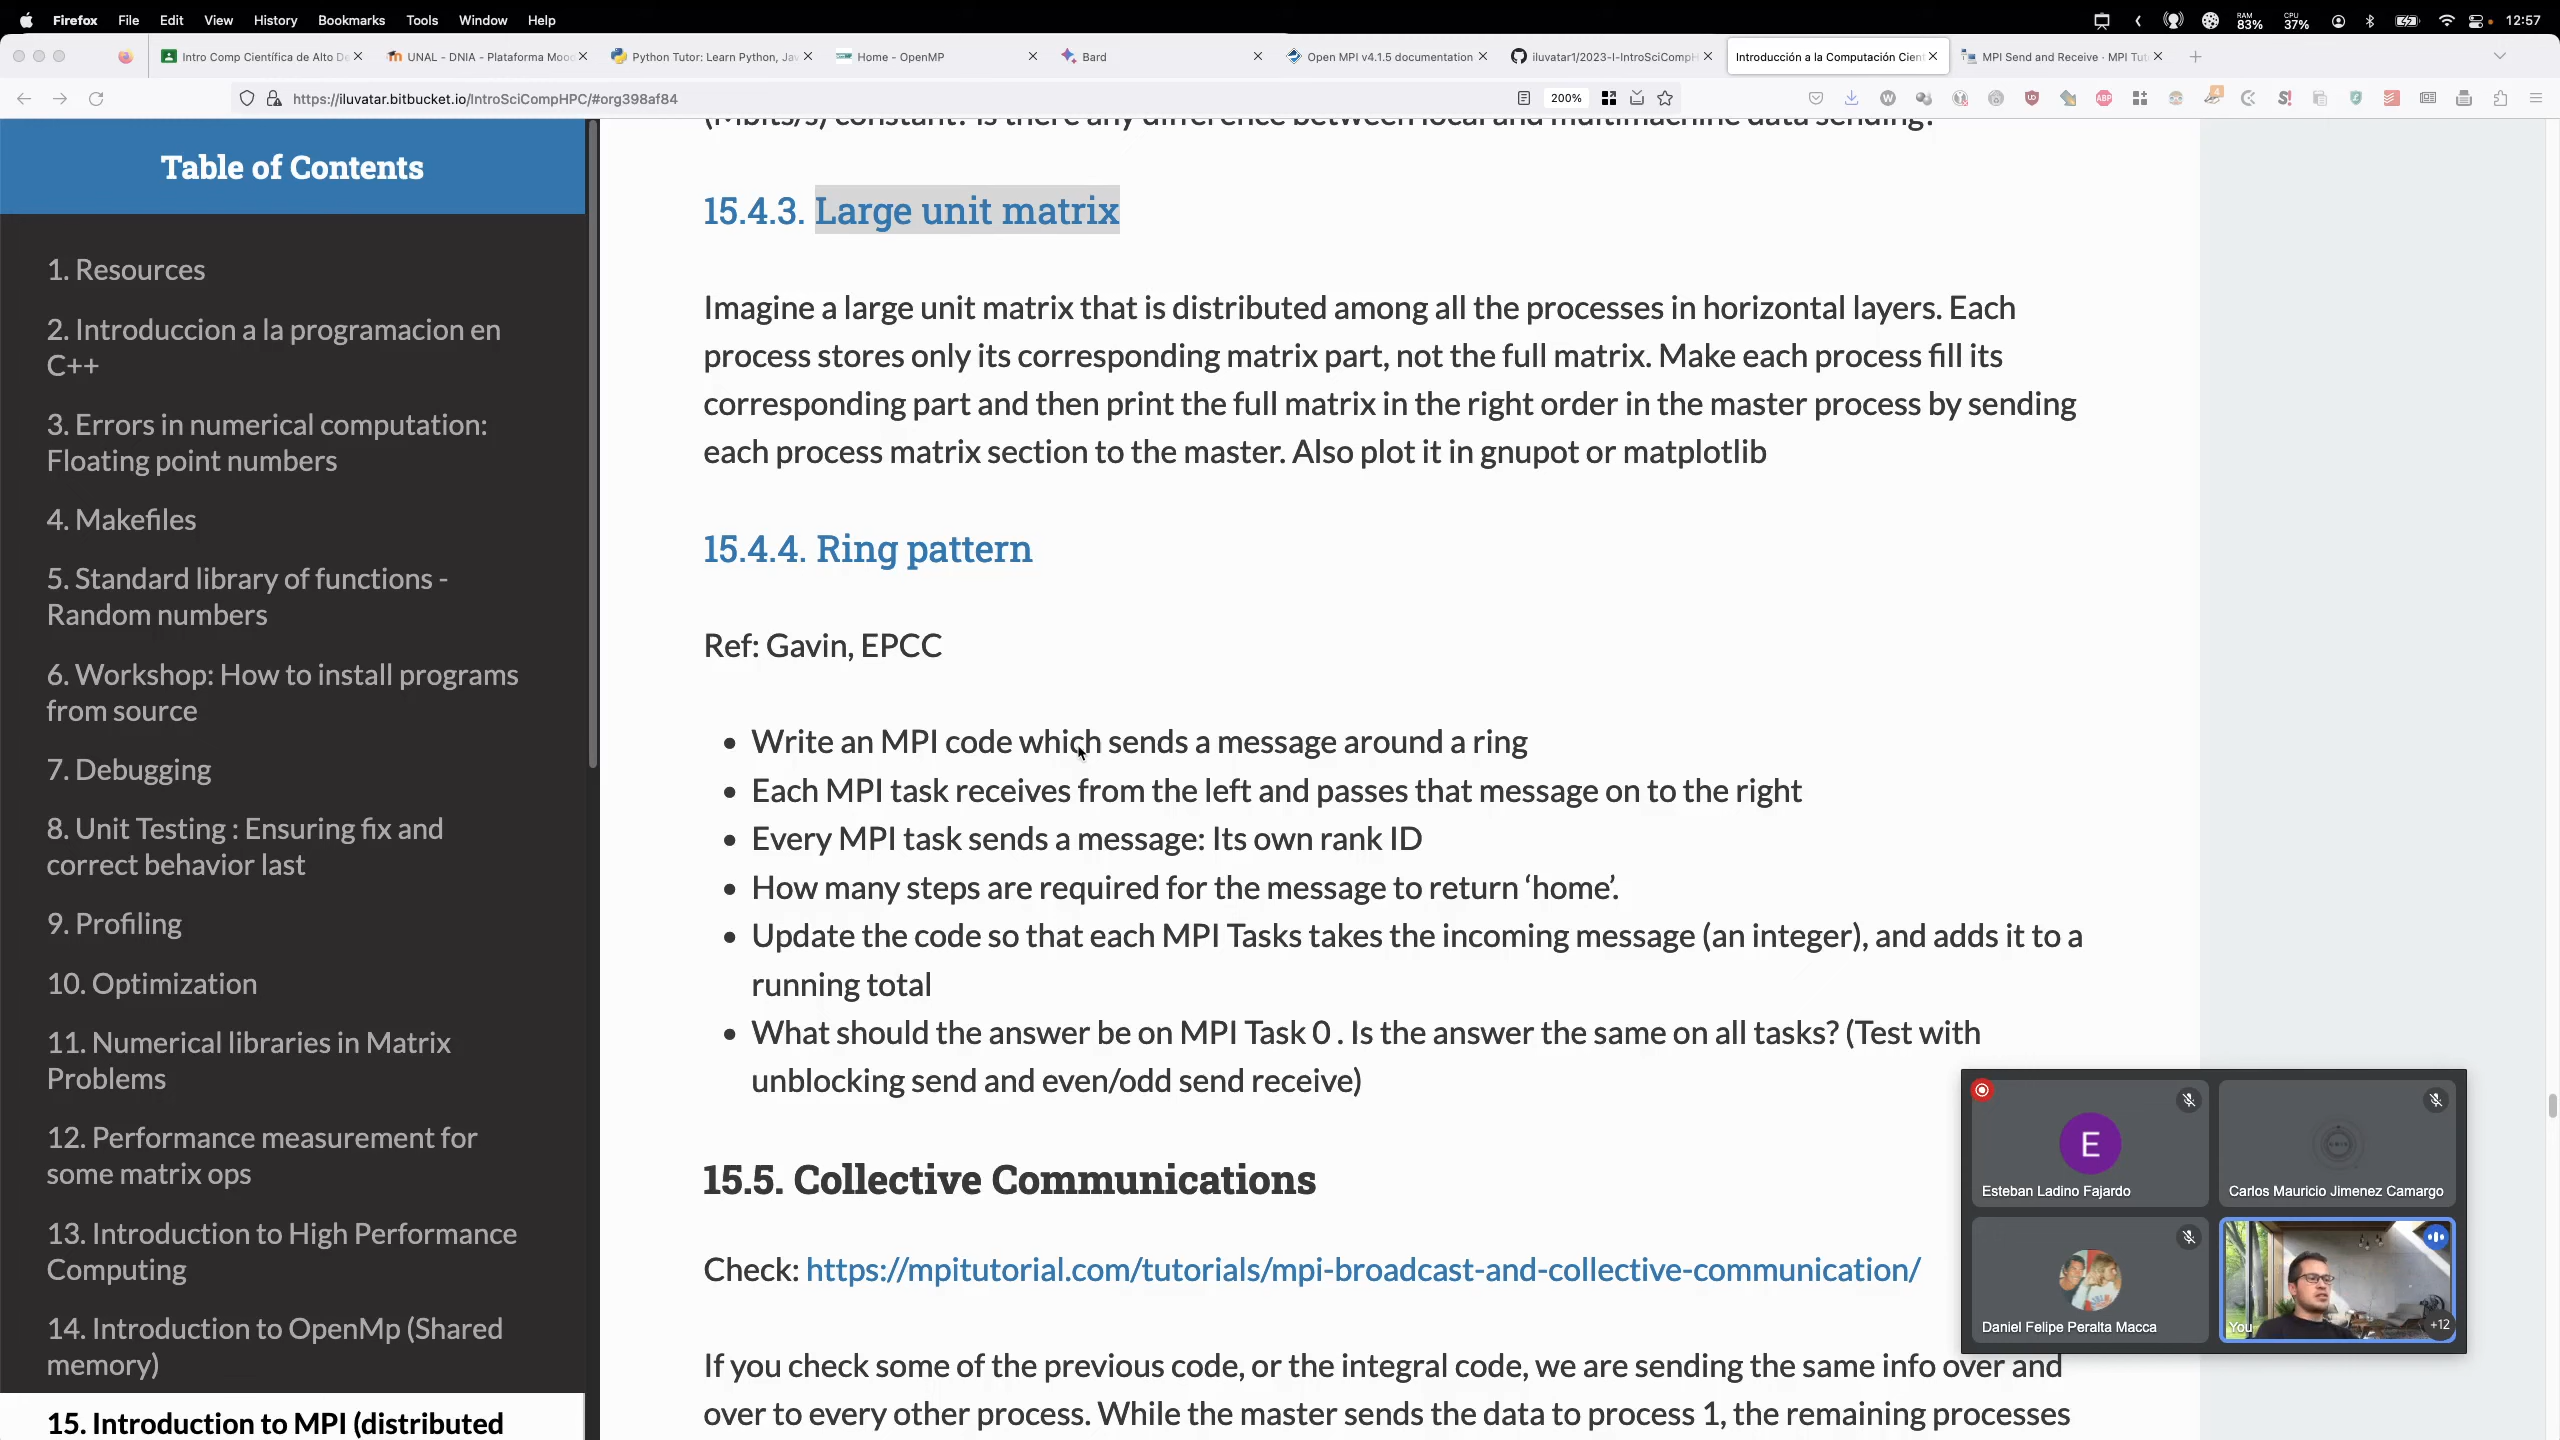 Firefox File Edit View History Bookmarks Tools Window Help
RAM 83% CPU 37% 12:57
Intro Comp Científica de Alto De
UNAL - DNIA - Plataforma Mooc
Python Tutor: Learn Python, Jav
Home - OpenMP
Bard
Open MPI v4.1.5 documentation
iluvatar1/2023-I-IntroSciCompH
Introducción a la Computación Cien
MPI Send and Receive · MPI Tut
https://iluvatar.bitbucket.io/IntroSciCompHPC/#org398af84
200%
Table of Contents
1. Resources
2. Introduccion a la programacion en
C++
3. Errors in numerical computation:
Floating point numbers
4. Makefiles
5. Standard library of functions -
Random numbers
6. Workshop: How to install programs
from source
7. Debugging
8. Unit Testing : Ensuring fix and
correct behavior last
9. Profiling
10. Optimization
11. Numerical libraries in Matrix
Problems
12. Performance measurement for
some matrix ops
13. Introduction to High Performance
Computing
14. Introduction to OpenMp (Shared
memory)
15. Introduction to MPI (distributed
(Mbits/s) constant? Is there any difference between local and multimachine data sending?
15.4.3. Large unit matrix
Imagine a large unit matrix that is distributed among all the processes in horizontal layers. Each
process stores only its corresponding matrix part, not the full matrix. Make each process fill its
corresponding part and then print the full matrix in the right order in the master process by sending
each process matrix section to the master. Also plot it in gnupot or matplotlib
15.4.4. Ring pattern
Ref: Gavin, EPCC
• Write an MPI code which sends a message around a ring
• Each MPI task receives from the left and passes that message on to the right
• Every MPI task sends a message: Its own rank ID
• How many steps are required for the message to return ‘home’.
• Update the code so that each MPI Tasks takes the incoming message (an integer), and adds it to a
running total
• What should the answer be on MPI Task 0 . Is the answer the same on all tasks? (Test with
unblocking send and even/odd send receive)
15.5. Collective Communications
Check: https://mpitutorial.com/tutorials/mpi-broadcast-and-collective-communication/
If you check some of the previous code, or the integral code, we are sending the same info over and
over to every other process. While the master sends the data to process 1, the remaining processes
E
Esteban Ladino Fajardo
Carlos Mauricio Jimenez Camargo
Daniel Felipe Peralta Macca
You
+12